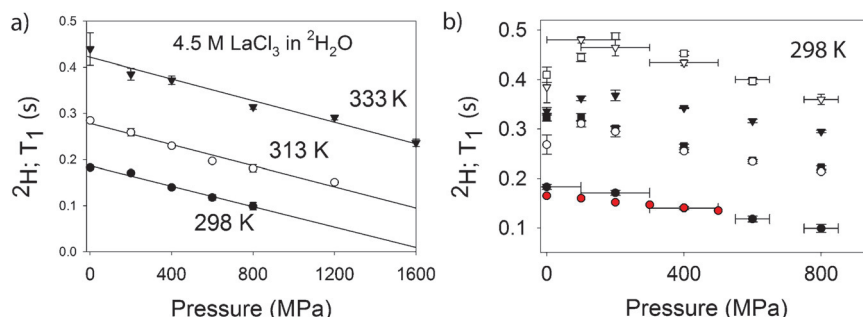 a)
4.5 M LaCl₃ in ²H₂O
²H; T₁ (s)
0.5
0.4
0.3
0.2
0.1
0.0
333 K
313 K
298 K
0
400
800
1200
1600
Pressure (MPa)
b)
298 K
²H; T₁ (s)
0.5
0.4
0.3
0.2
0.1
0
200
400
600
800
Pressure (MPa)